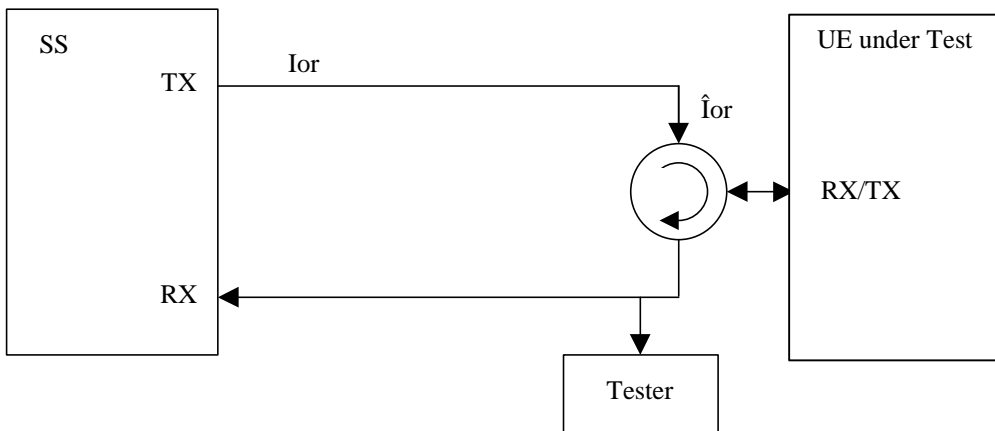 SS
UE under Test
TX
Ior
Îor
RX/TX
RX
Tester